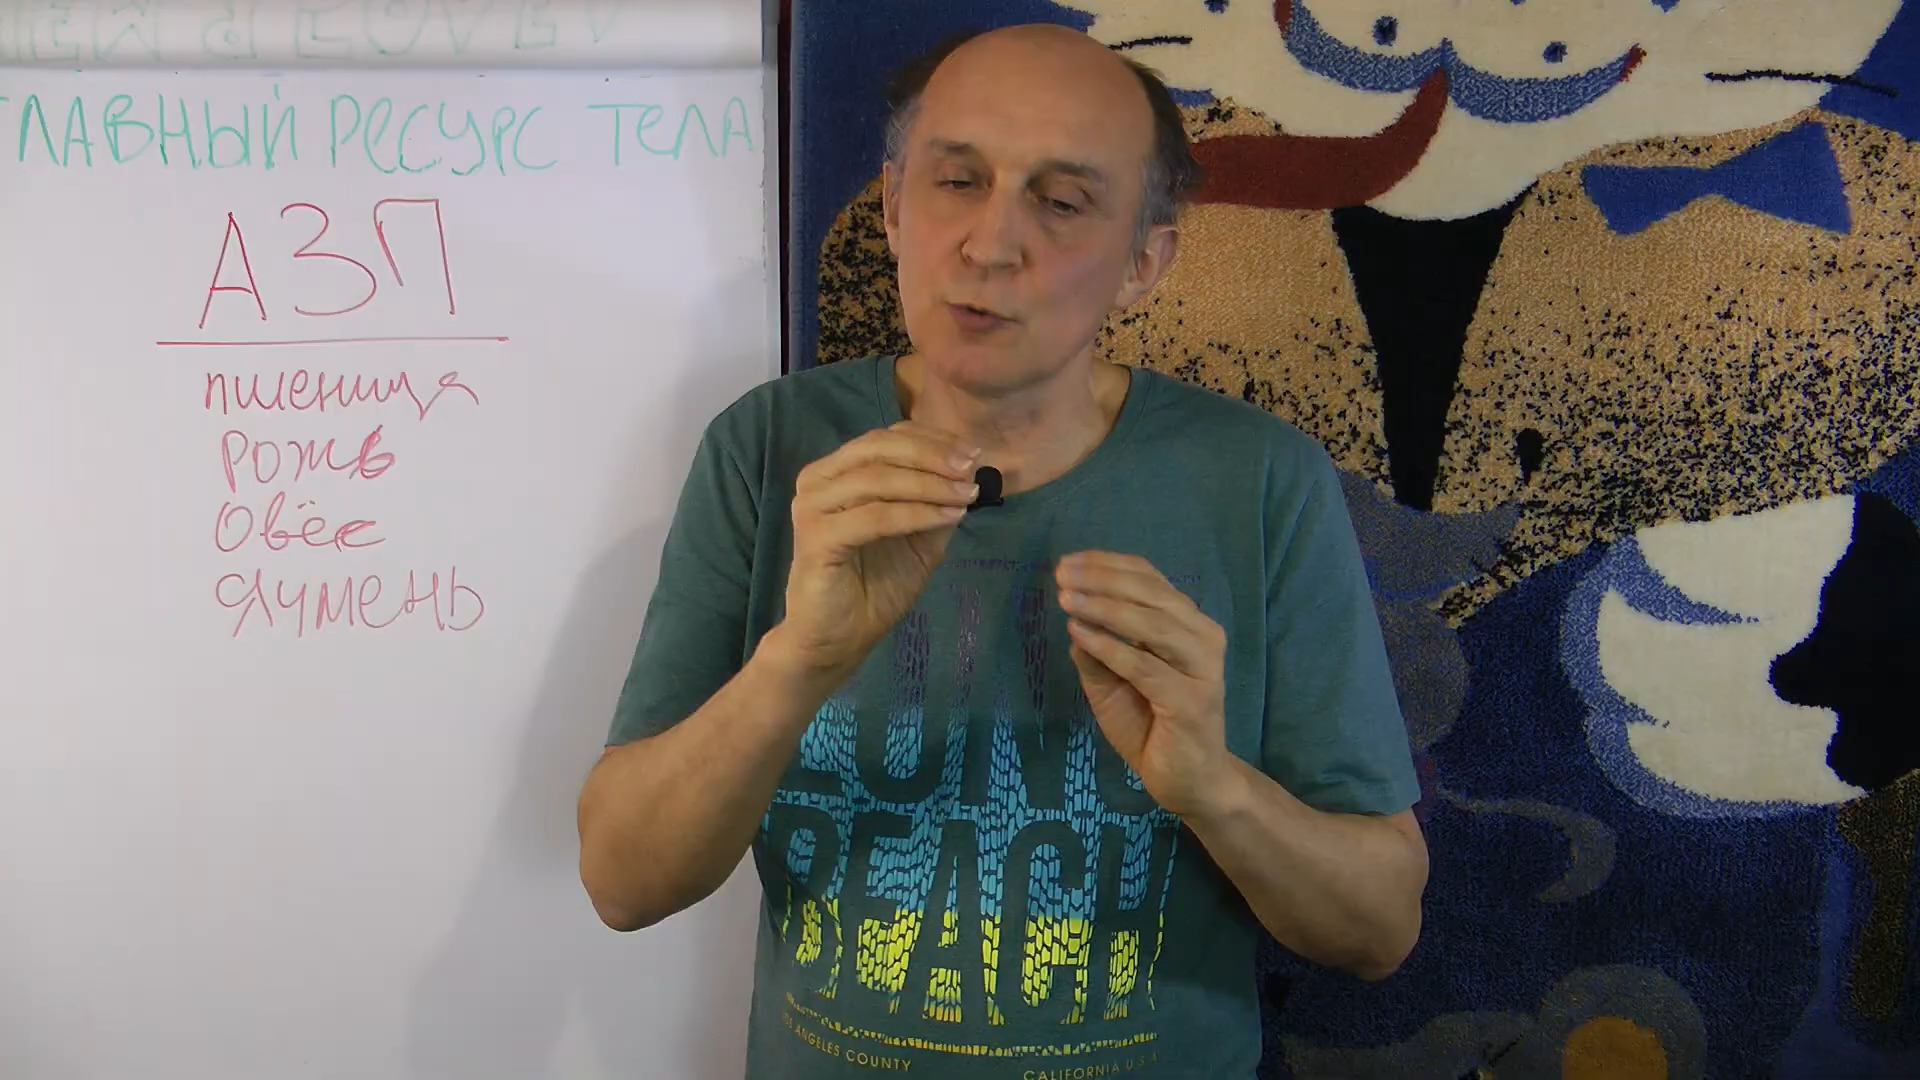 ГЛАВНЫЙ РЕСУРС ТЕЛА
АЗП
пшеница
рожь
овёс
ячмень
LONG
BEACH
LOS ANGELES COUNTY
CALIFORNIA U.S.A